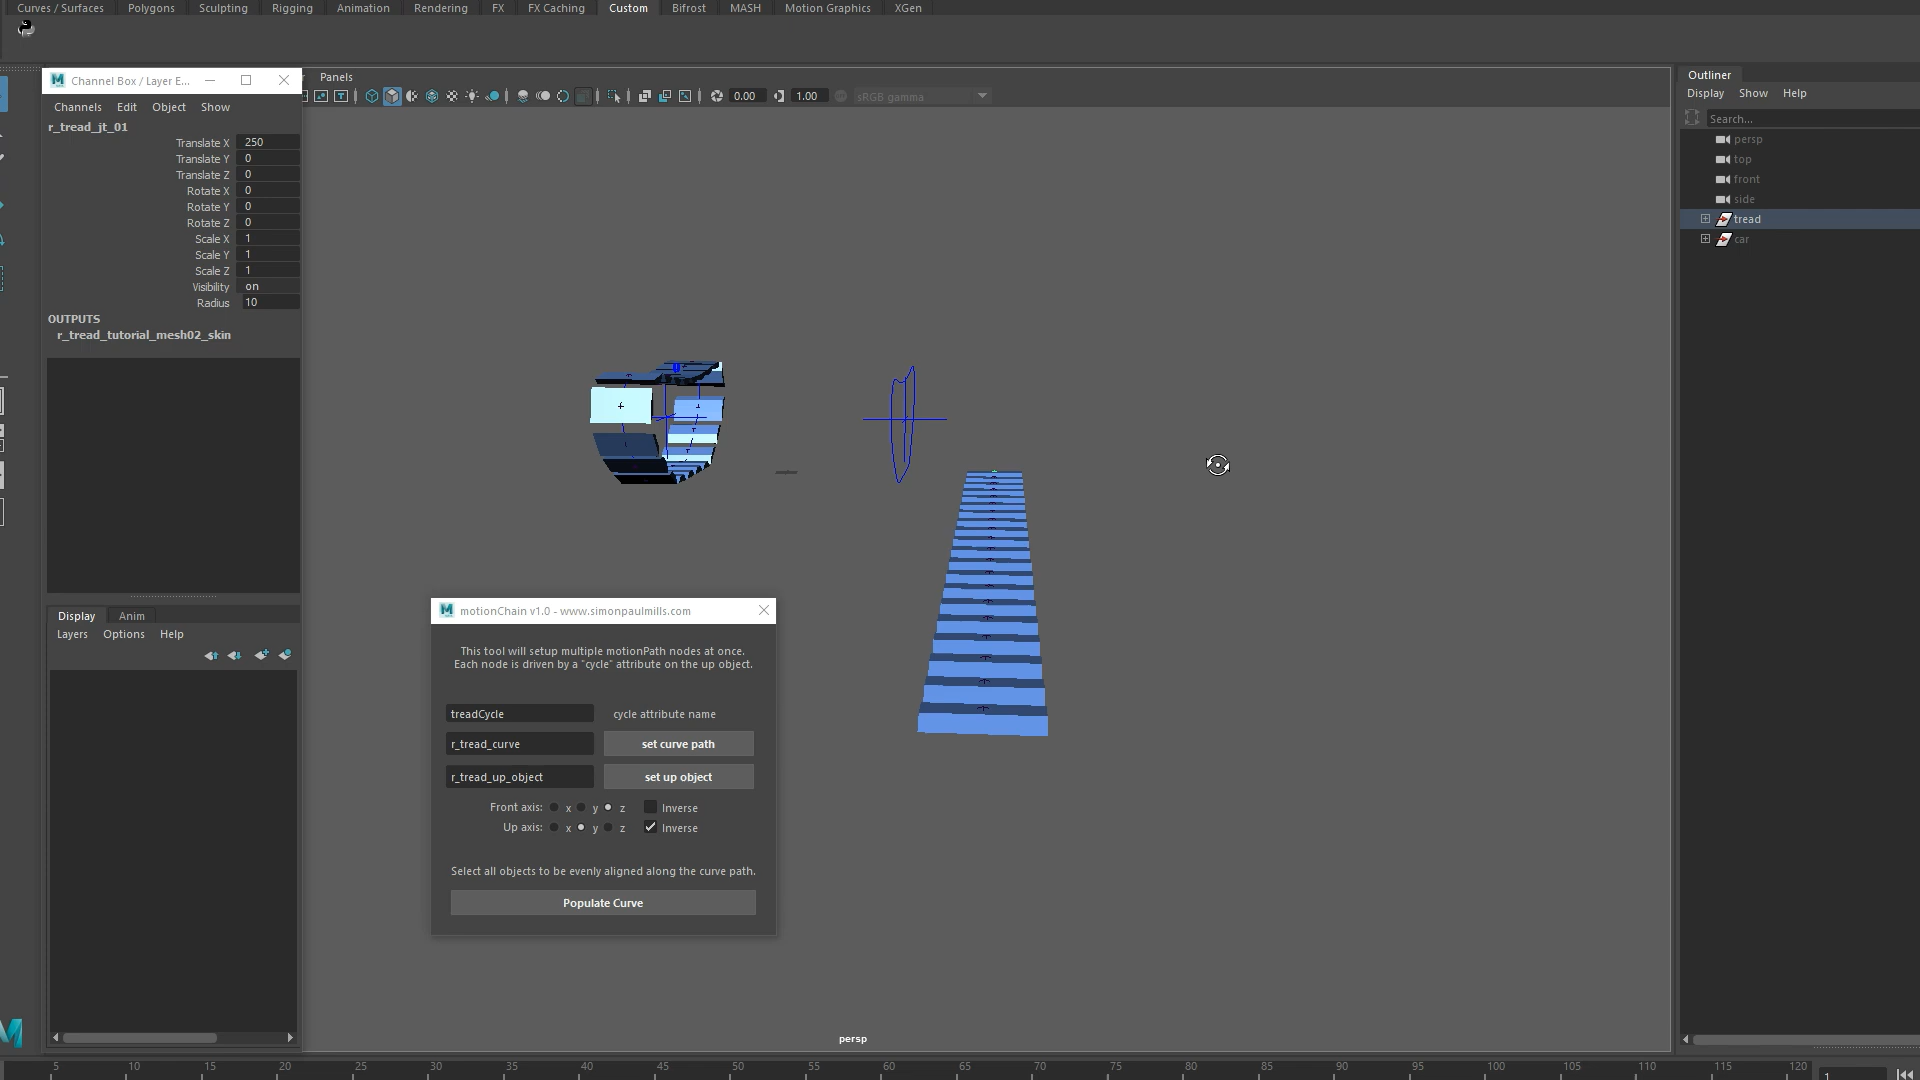 Curves / Surfaces Polygons Sculpting Rigging Animation Rendering FX FX Caching Custom Bifrost MASH Motion Graphics XGen
Channel Box / Layer E...
Channels Edit Object Show
r_tread_jt_01
Translate X 250
Translate Y 0
Translate Z 0
Rotate X 0
Rotate Y 0
Rotate Z 0
Scale X 1
Scale Y 1
Scale Z 1
Visibility on
Radius 10
OUTPUTS
r_tread_tutorial_mesh02_skin
Display Anim
Layers Options Help
Panels
0.00 1.00 sRGB gamma
motionChain v1.0 - www.simonpaulmills.com
This tool will setup multiple motionPath nodes at once.
Each node is driven by a "cycle" attribute on the up object.
treadCycle cycle attribute name
r_tread_curve set curve path
r_tread_up_object set up object
Front axis: x y z Inverse
Up axis: x y z Inverse
Select all objects to be evenly aligned along the curve path.
Populate Curve
persp
Outliner
Display Show Help
Search...
persp
top
front
side
tread
car
5 10 15 20 25 30 35 40 45 50 55 60 65 70 75 80 85 90 95 100 105 110 115 120 1